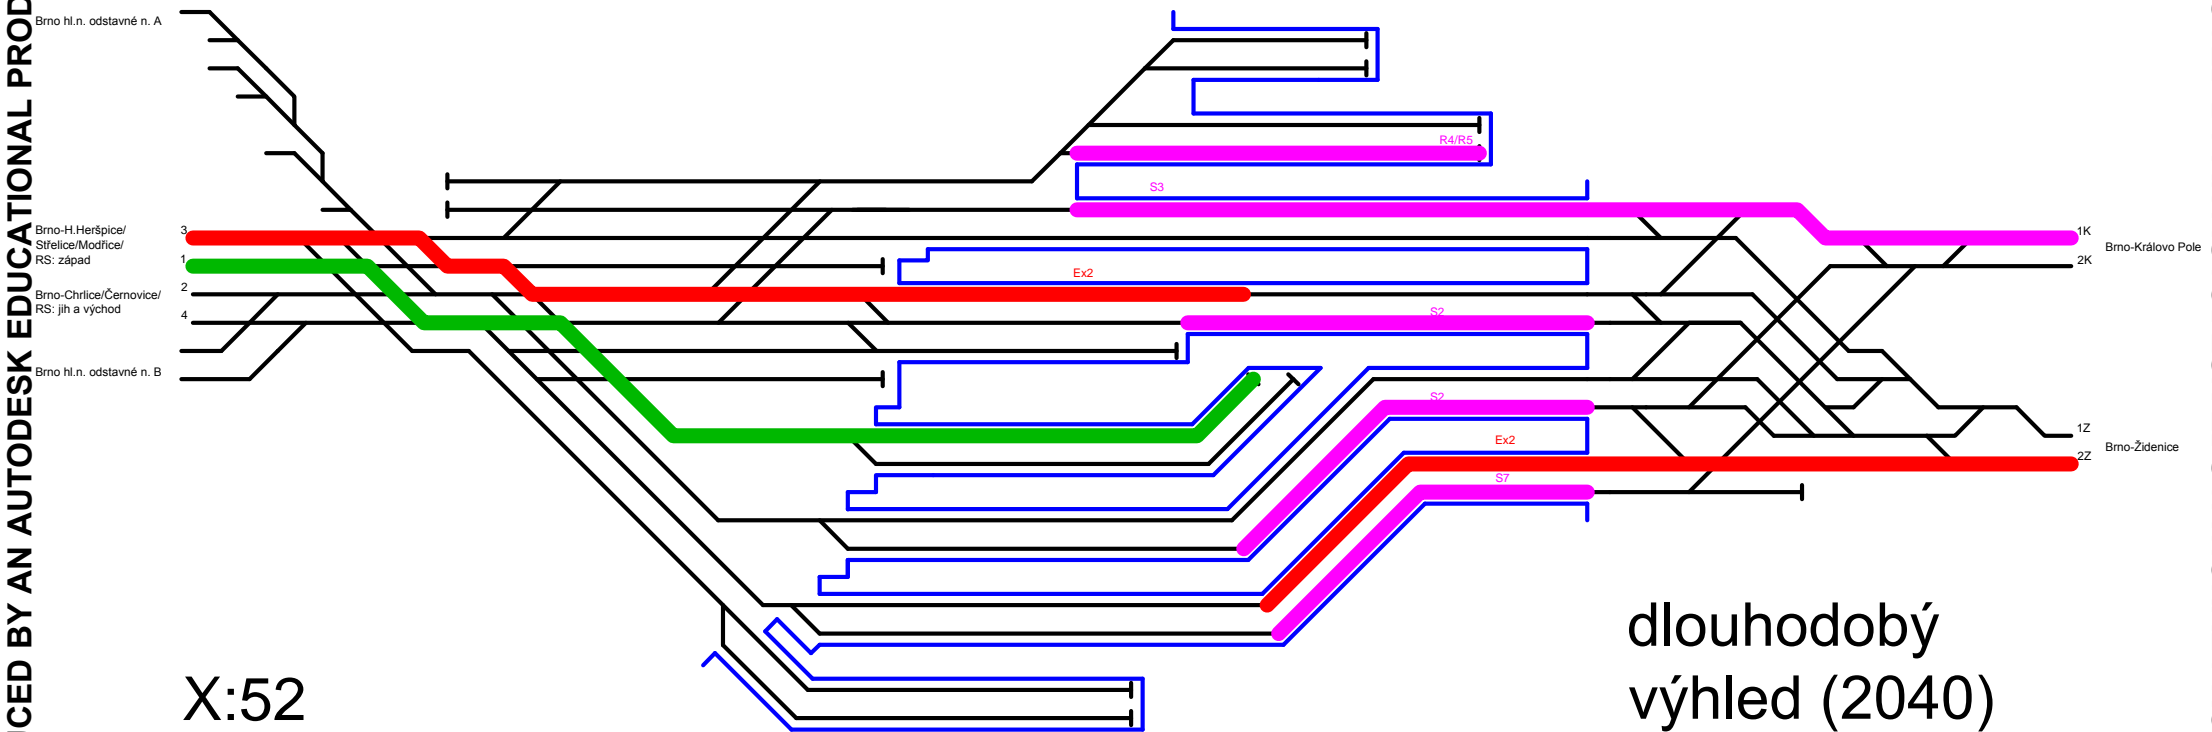 UCED BY AN AUTODESK EDUCATIONAL PROD
Brno hl.n. odstavné n. A
R4/R5
S3
Brno-H.Heršpice/
Střelice/Modřice/
RS: západ
3
1
1K
Brno-Královo Pole
2K
Ex2
Brno-Chrlice/Černovice/
RS: jih a východ
2
4
S2
Brno hl.n. odstavné n. B
S2
Ex2
1Z
Brno-Židenice
2Z
S7
X:52
dlouhodobý
výhled (2040)